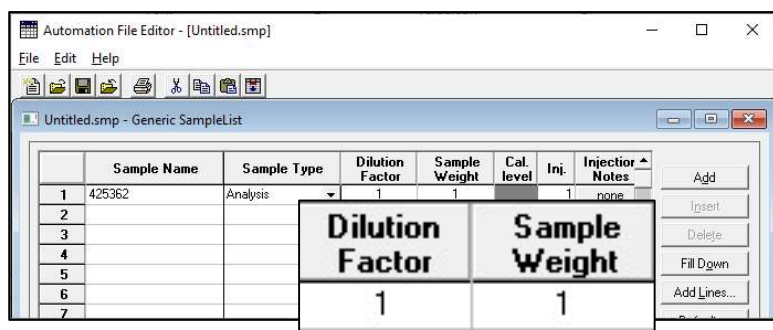 Automation File Editor - [Untitled.smp]
File Edit Help
Untitled.smp - Generic SampleList
Sample Name Sample Type Dilution Factor Sample Weight Cal. level Inj. Injection Notes
1 425362 Analysis 1 1 1 none
2
3
4
5
6
7
Add
Insert
Delete
Fill Down
Add Lines...
Dilution Factor Sample Weight
1 1